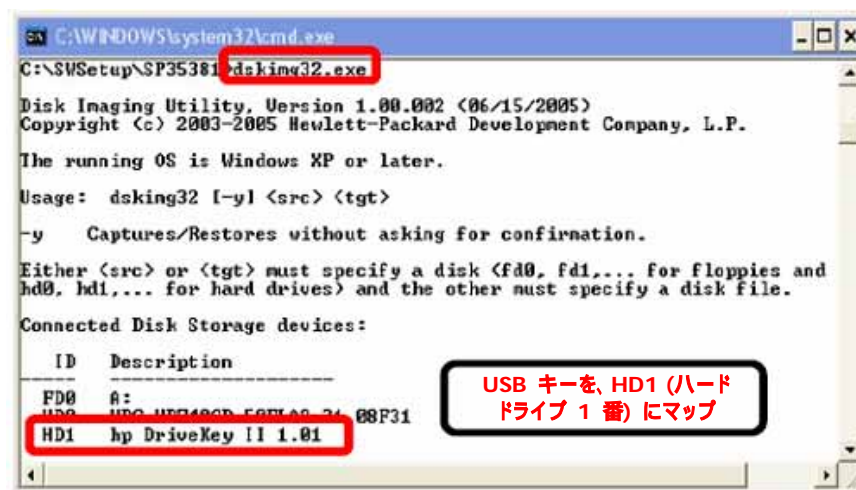 C:\WINDOWS\system32\cmd.exe
C:\SWSetup\SP35381>dskimg32.exe
Disk Imaging Utility, Version 1.00.002 (06/15/2005)
Copyright (c) 2003-2005 Hewlett-Packard Development Company, L.P.
The running OS is Windows XP or later.
Usage: dskimg32 [-y] <src> <tgt>
-y Captures/Restores without asking for confirmation.
Either <src> or <tgt> must specify a disk (fd0, fd1,... for floppies and
hd0, hd1,... for hard drives) and the other must specify a disk file.
Connected Disk Storage devices:
ID Description
FD0 A:
HD0 08F31
HD1 hp DriveKey II 1.01
USB キーを、HD1 (ハード
ドライブ 1 番) にマップ